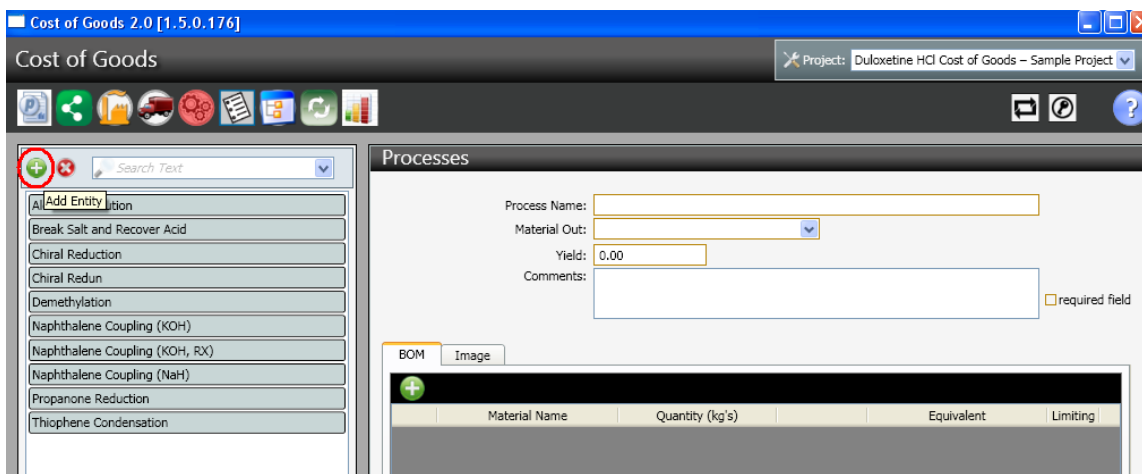 Cost of Goods 2.0 [1.5.0.176]
Cost of Goods
Project: Duloxetine HCl Cost of Goods – Sample Project
Search Text
Add Entity
Al ution
Break Salt and Recover Acid
Chiral Reduction
Chiral Redun
Demethylation
Naphthalene Coupling (KOH)
Naphthalene Coupling (KOH, RX)
Naphthalene Coupling (NaH)
Propanone Reduction
Thiophene Condensation
Processes
Process Name:
Material Out:
Yield: 0.00
Comments:
required field
BOM Image
Material Name Quantity (kg's) Equivalent Limiting